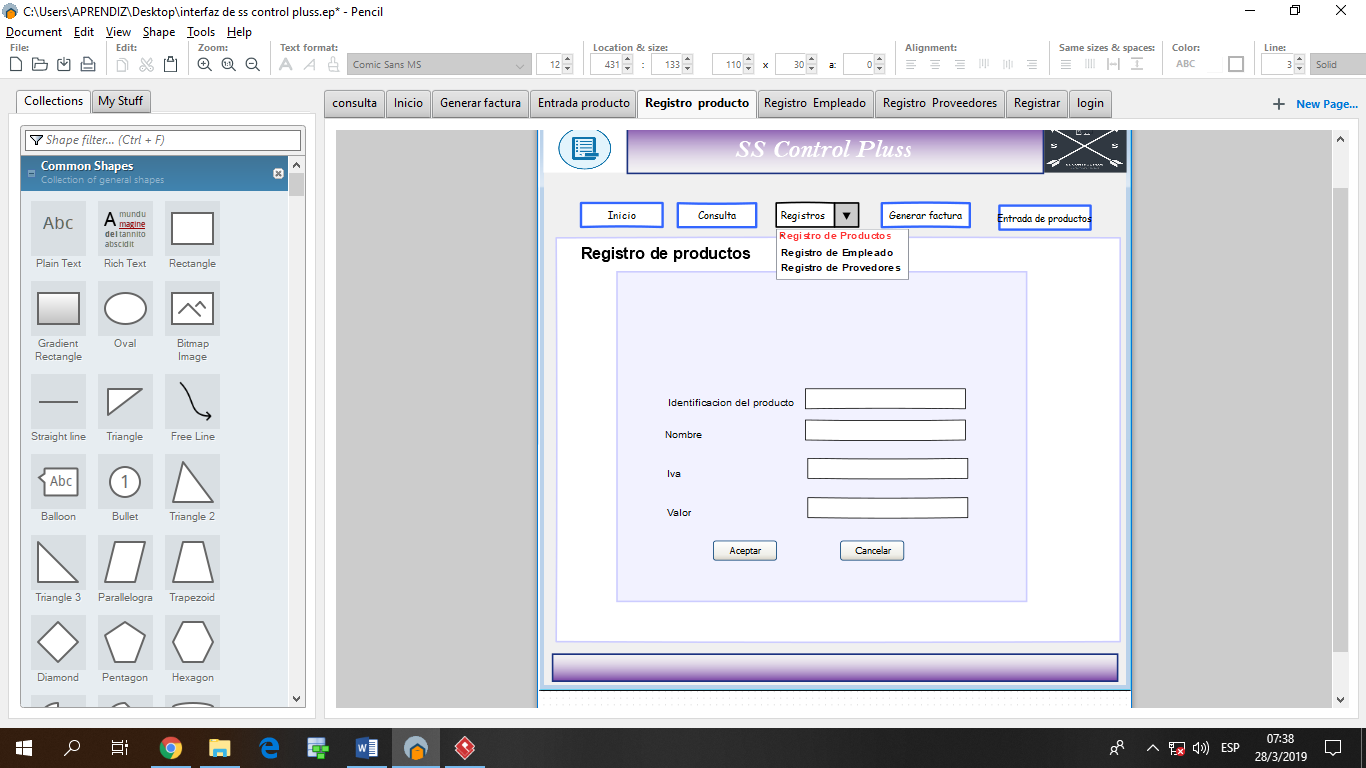 C:\Users\APRENDIZ\Desktop\interfaz de ss control pluss.ep* - Pencil
Document Edit View Shape Tools Help
File: Edit: Zoom: Text format: Location & size: Alignment: Same sizes & spaces: Color: Line:
Comic Sans MS 12 431 : 133 110 x 30 a: 0 ABC 3 Solid
Collections My Stuff
consulta Inicio Generar factura Entrada producto Registro producto Registro Empleado Registro Proveedores Registrar login New Page...
Shape filter... (Ctrl + F)
Common Shapes
Collection of general shapes
Abc
A mundu
magine
del tannito
abscidit
Plain Text Rich Text Rectangle
Gradient Rectangle Oval Bitmap Image
Straight line Triangle Free Line
Abc 1
Balloon Bullet Triangle 2
Triangle 3 Parallelogra Trapezoid
Diamond Pentagon Hexagon
SS Control Pluss
S S
Inicio Consulta Registros Generar factura Entrada de productos
Registro de Productos
Registro de Empleado
Registro de Provedores
Registro de productos
Identificacion del producto
Nombre
Iva
Valor
Aceptar Cancelar
ESP
07:38
28/3/2019